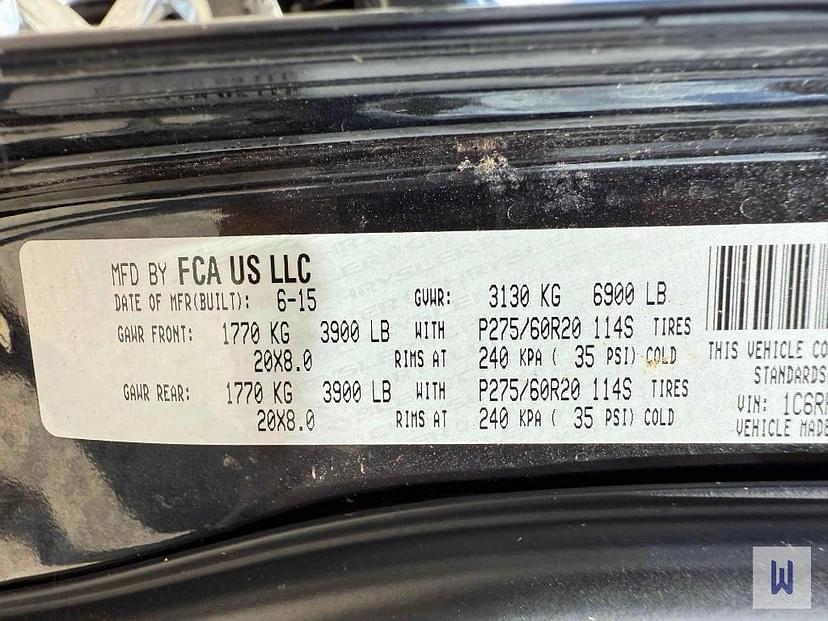 MFD BY FCA US LLC
DATE OF MFR(BUILT): 6-15 GVWR: 3130 KG 6900 LB
GAWR FRONT: 1770 KG 3900 LB WITH P275/60R20 114S TIRES
20X8.0 RIMS AT 240 KPA ( 35 PSI) COLD
GAWR REAR: 1770 KG 3900 LB WITH P275/60R20 114S TIRES
20X8.0 RIMS AT 240 KPA ( 35 PSI) COLD
THIS VEHICLE CO
STANDARDS
VIN: 1C6R
VEHICLE MADE
W